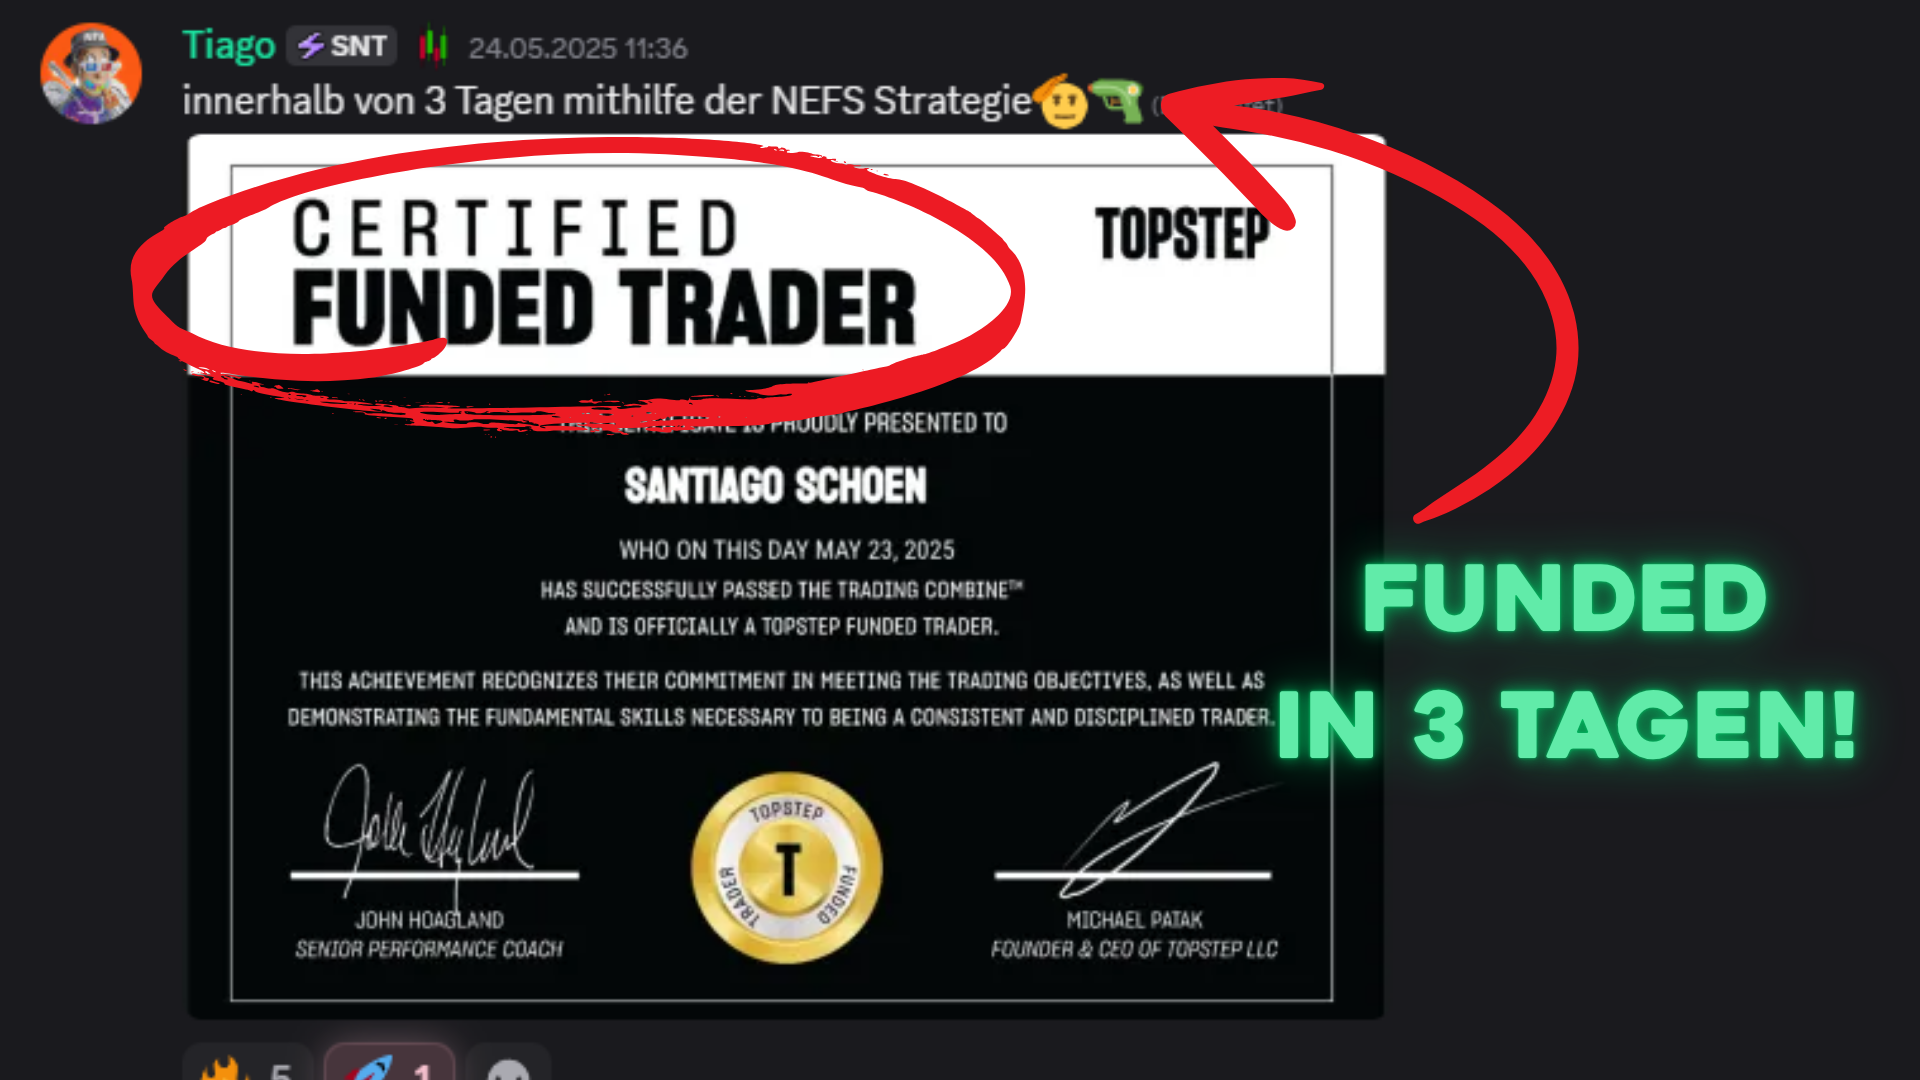 Tiago SNT 24.05.2025 11:36
innerhalb von 3 Tagen mithilfe der NEFS Strategie
CERTIFIED
FUNDED TRADER
TOPSTEP
THIS CERTIFICATE IS PROUDLY PRESENTED TO
SANTIAGO SCHOEN
WHO ON THIS DAY MAY 23, 2025
HAS SUCCESSFULLY PASSED THE TRADING COMBINE™
AND IS OFFICIALLY A TOPSTEP FUNDED TRADER.
THIS ACHIEVEMENT RECOGNIZES THEIR COMMITMENT IN MEETING THE TRADING OBJECTIVES, AS WELL AS
DEMONSTRATING THE FUNDAMENTAL SKILLS NECESSARY TO BEING A CONSISTENT AND DISCIPLINED TRADER.
FUNDED
IN 3 TAGEN!
TOPSTEP
T
TRADER
FUNDED
JOHN HOAGLAND
SENIOR PERFORMANCE COACH
MICHAEL PATAK
FOUNDER & CEO OF TOPSTEP LLC
5 1